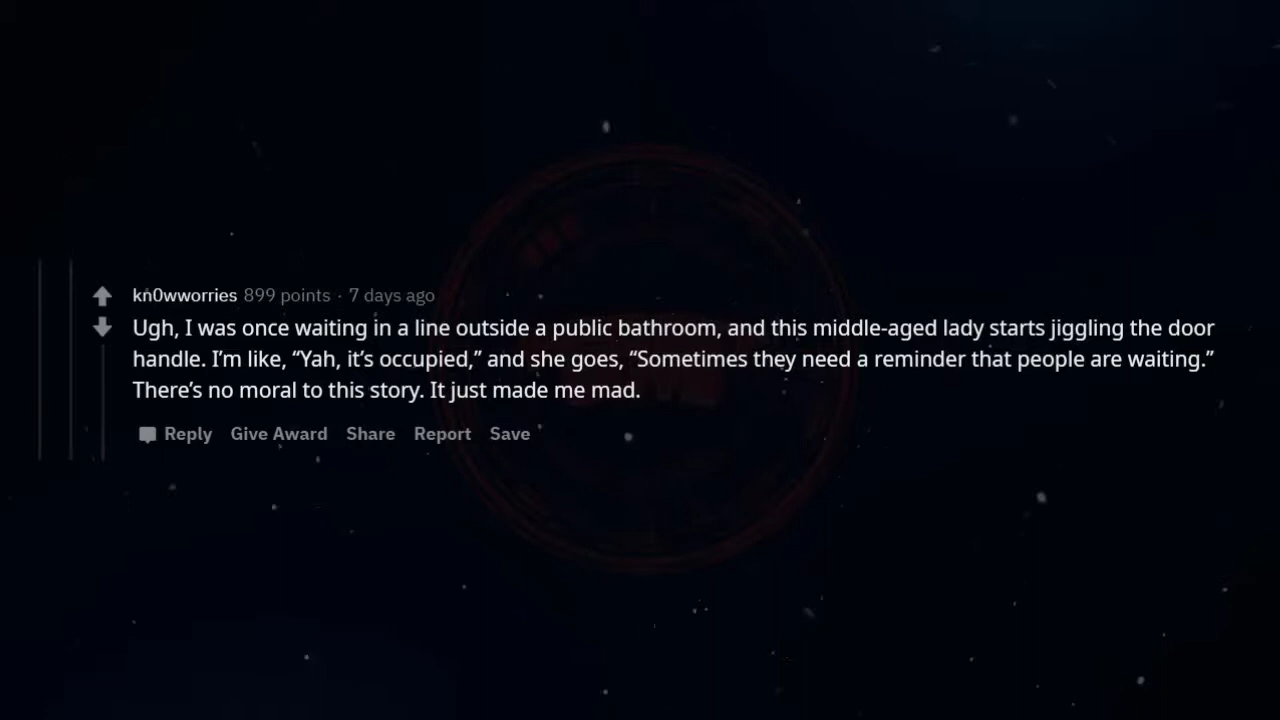 kn0wworries 899 points · 7 days ago
Ugh, I was once waiting in a line outside a public bathroom, and this middle-aged lady starts jiggling the door
handle. I’m like, “Yah, it’s occupied,” and she goes, “Sometimes they need a reminder that people are waiting.”
There’s no moral to this story. It just made me mad.
Reply Give Award Share Report Save